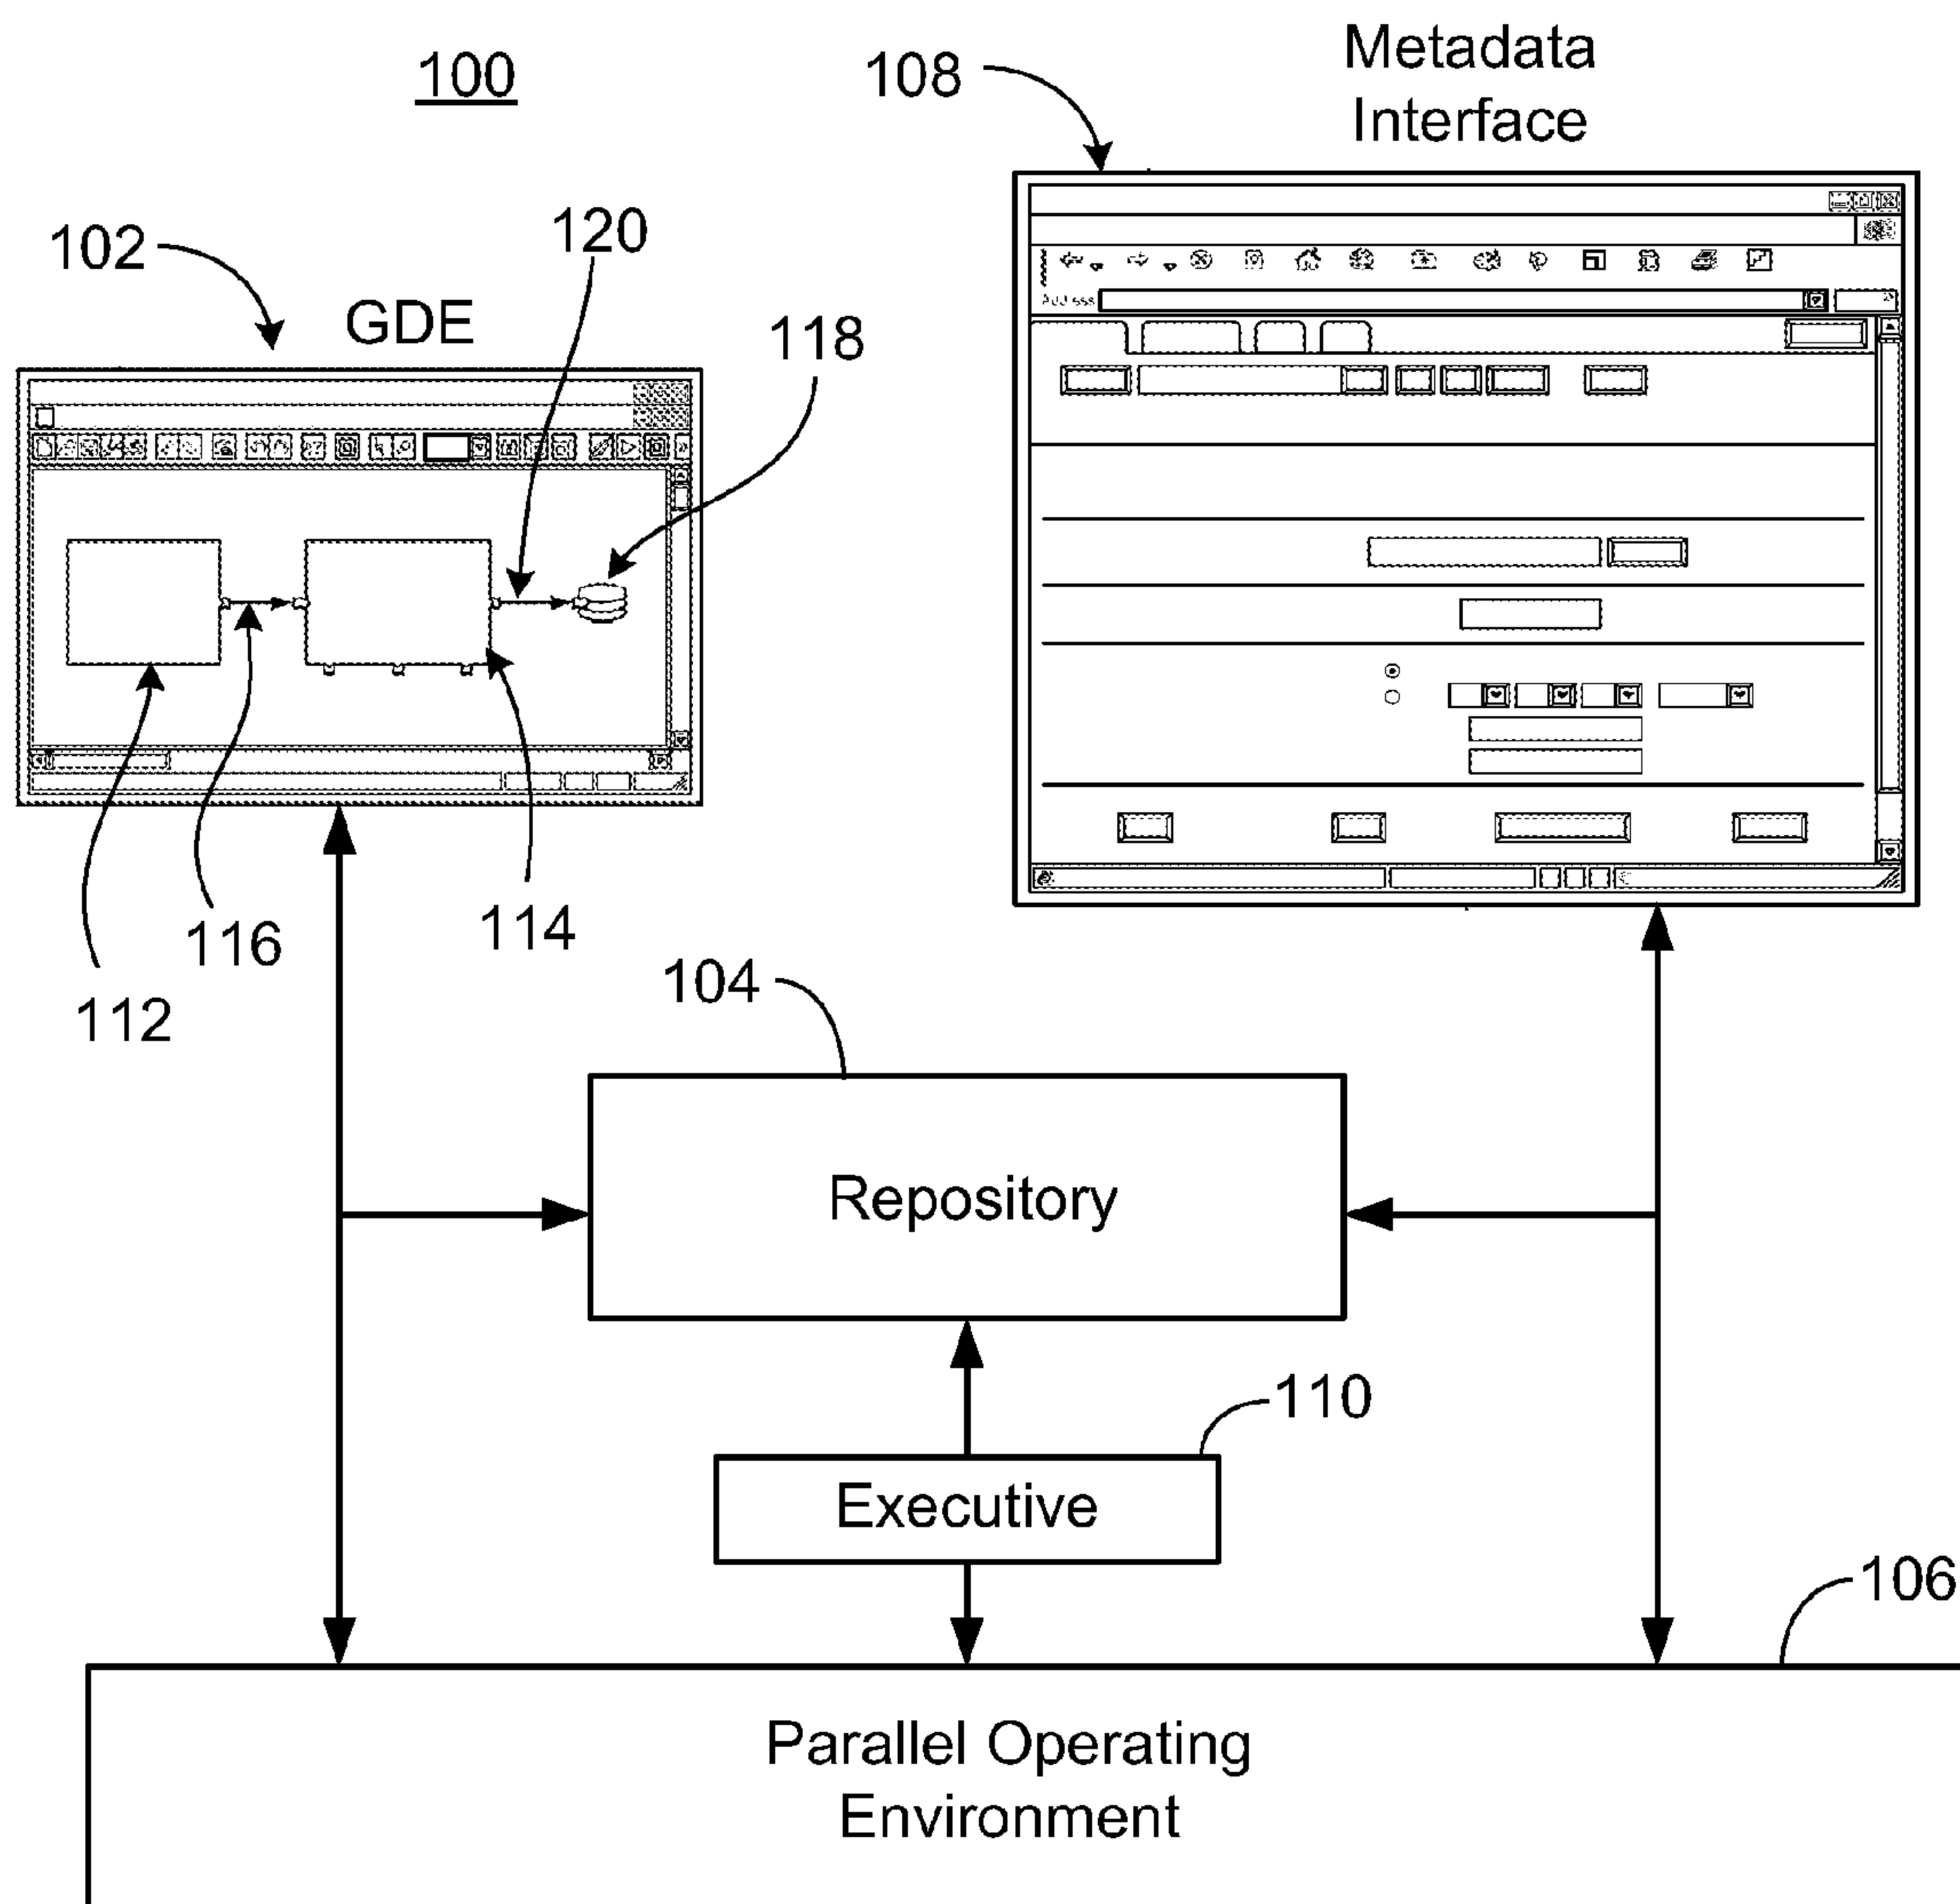 100
108
Metadata
Interface
102
GDE
120
118
Address
112
116
114
104
Repository
110
Executive
106
Parallel Operating
Environment